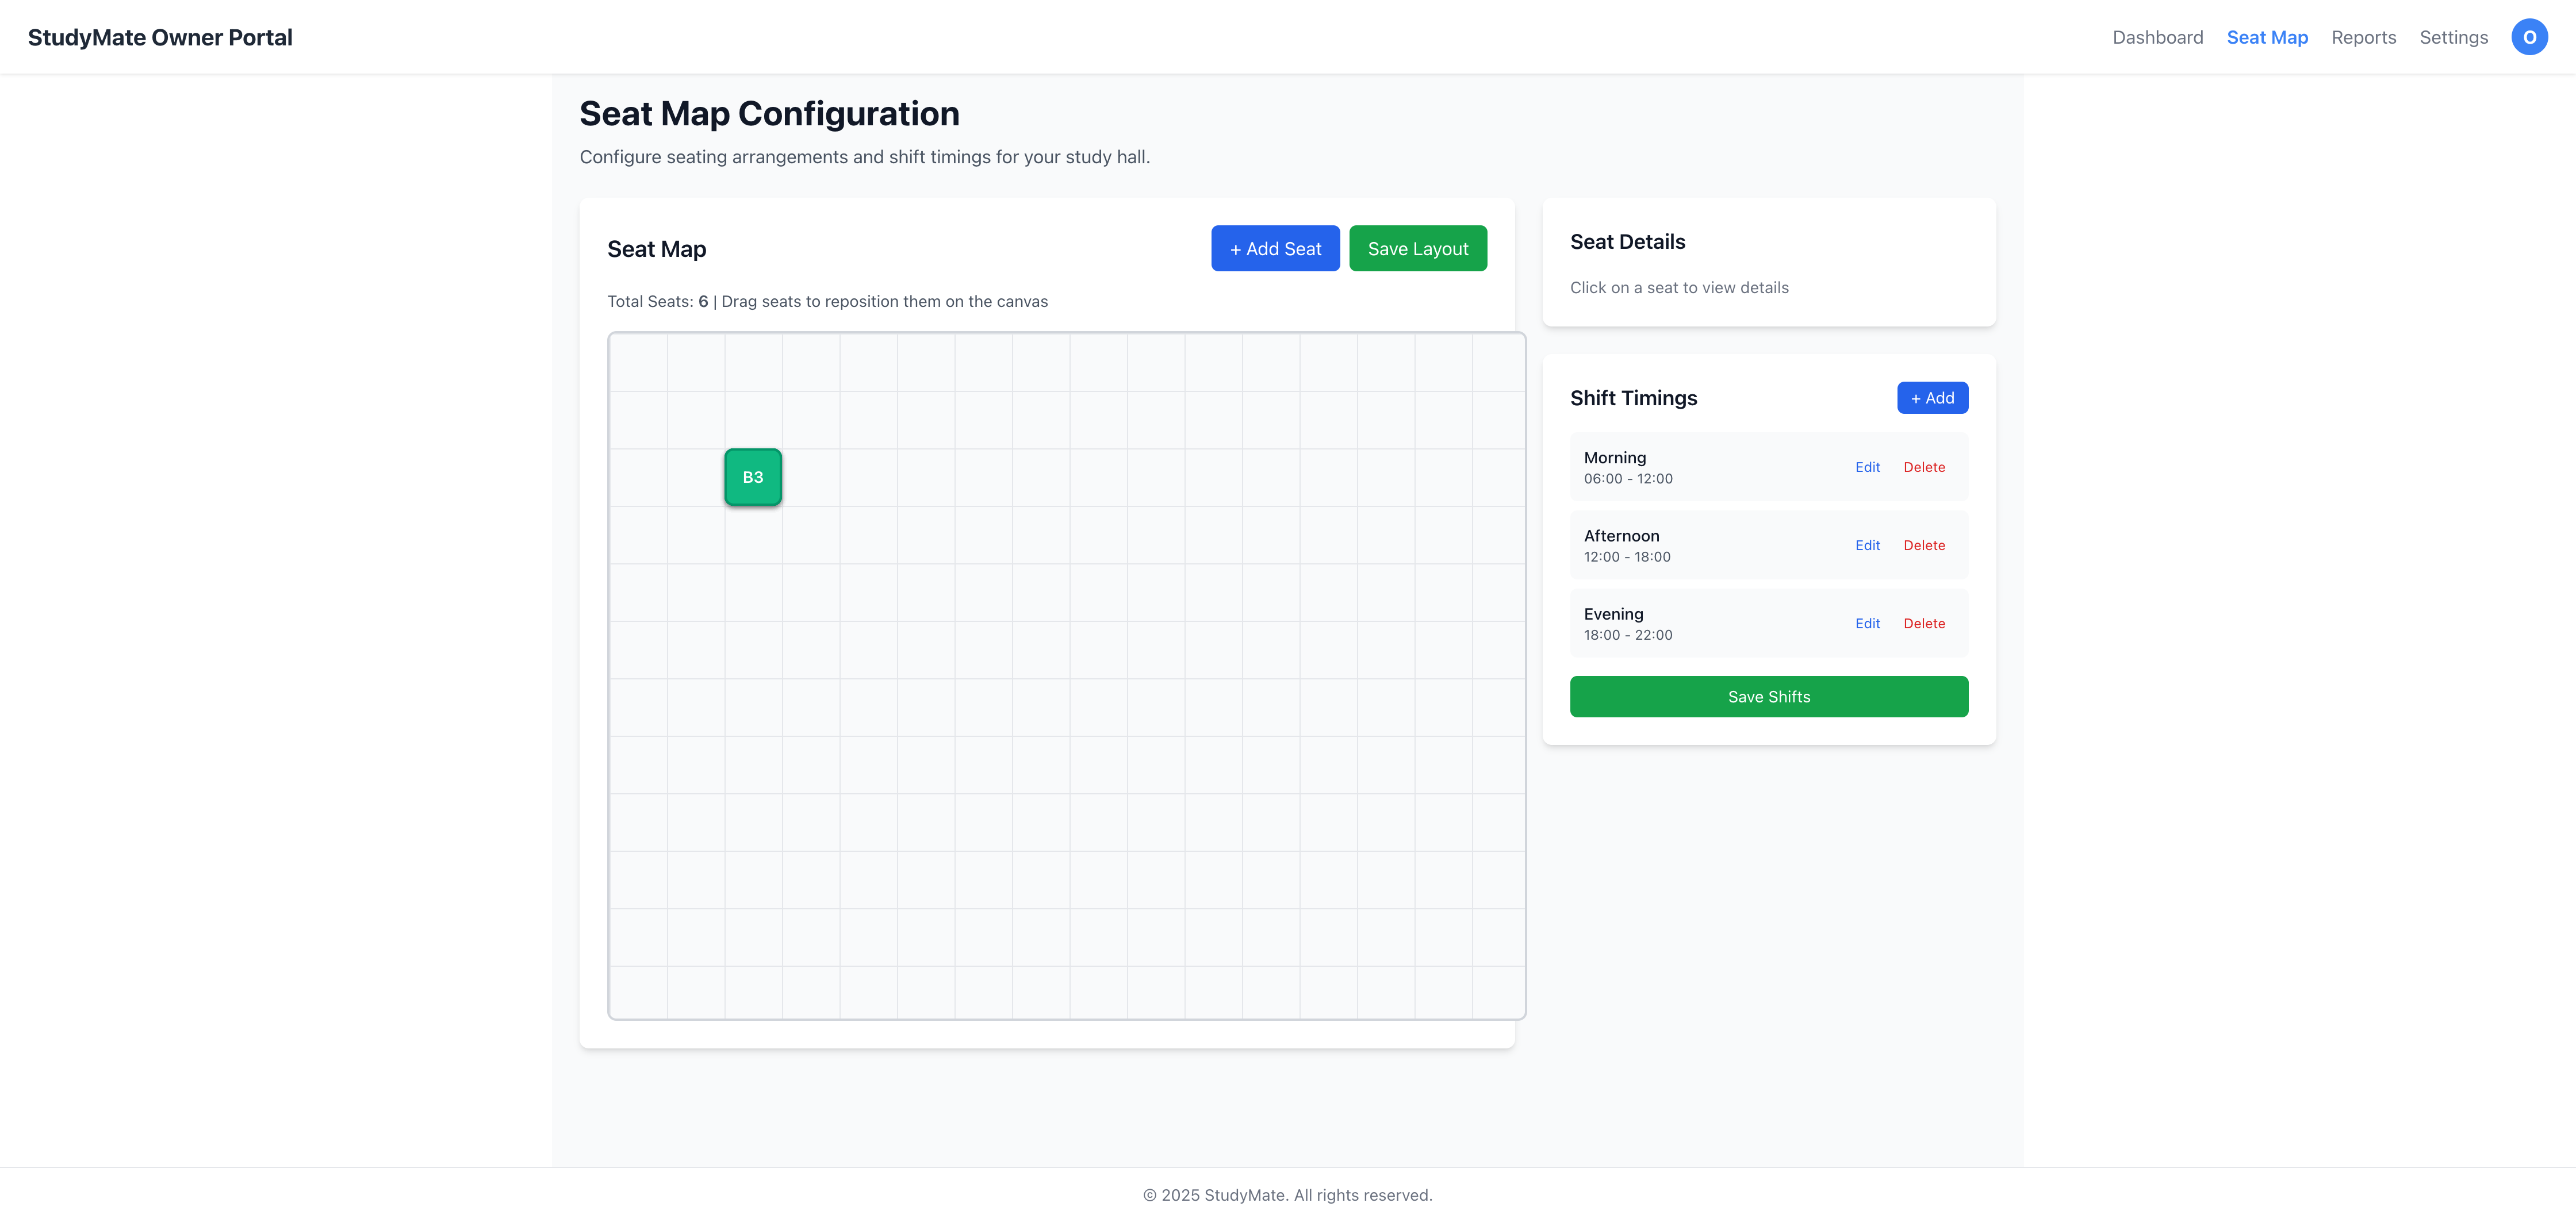 StudyMate Owner Portal
Dashboard Seat Map Reports Settings O
Seat Map Configuration
Configure seating arrangements and shift timings for your study hall.
Seat Map
+ Add Seat Save Layout
Total Seats: 6 | Drag seats to reposition them on the canvas
B3
Seat Details
Click on a seat to view details
Shift Timings + Add
Morning
06:00 - 12:00
Edit Delete
Afternoon
12:00 - 18:00
Edit Delete
Evening
18:00 - 22:00
Edit Delete
Save Shifts
© 2025 StudyMate. All rights reserved.